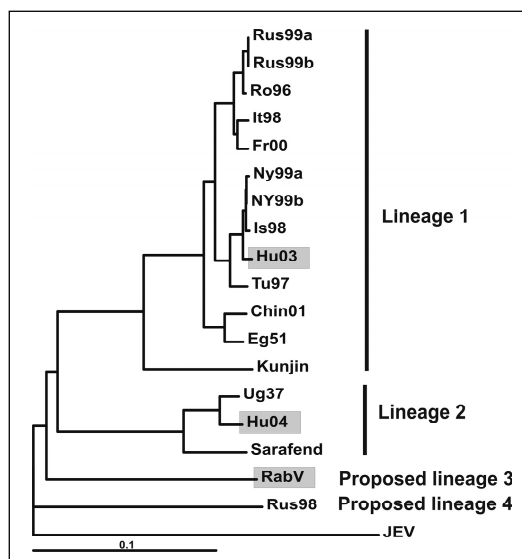 Rus99a
Rus99b
Ro96
It98
Fr00
Ny99a
NY99b
Is98
Hu03
Tu97
Chin01
Eg51
Kunjin
Lineage 1
Ug37
Hu04
Sarafend
Lineage 2
RabV Proposed lineage 3
Rus98 Proposed lineage 4
JEV
0.1